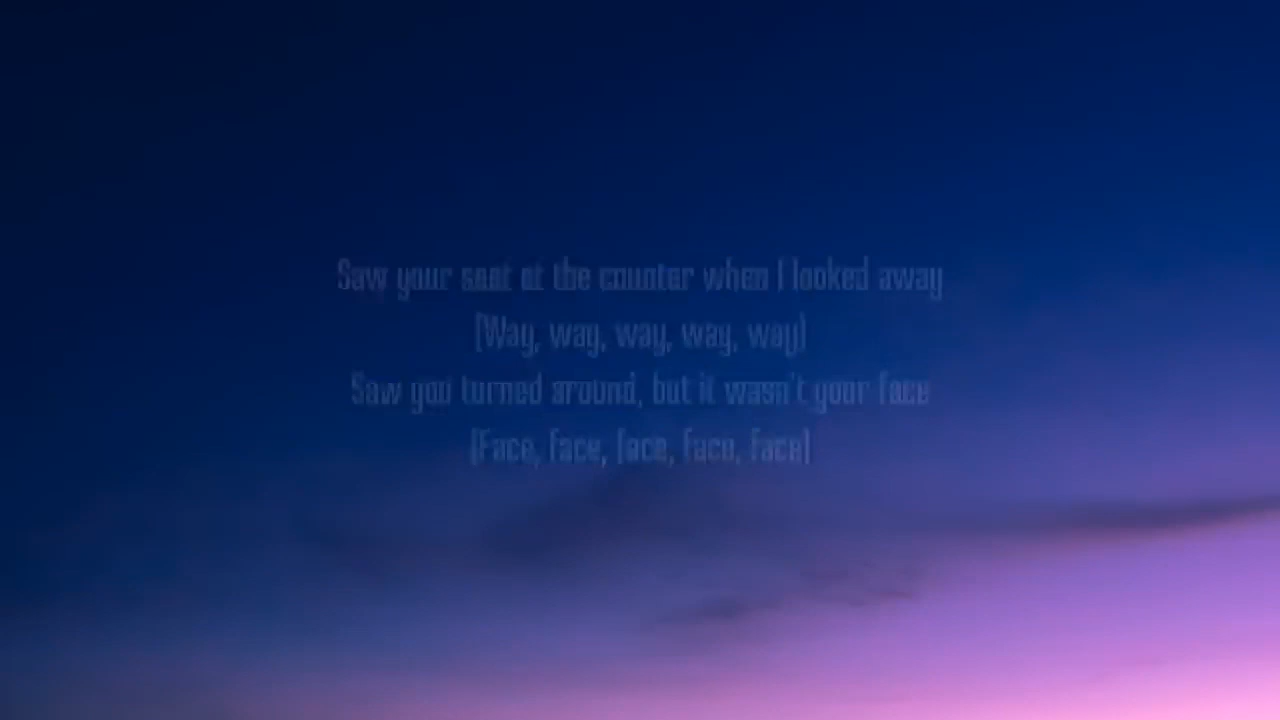 Saw your seat at the counter when I looked away
(Way, way, way, way, way)
Saw you turned around, but it wasn't your face
(Face, face, face, face, face)